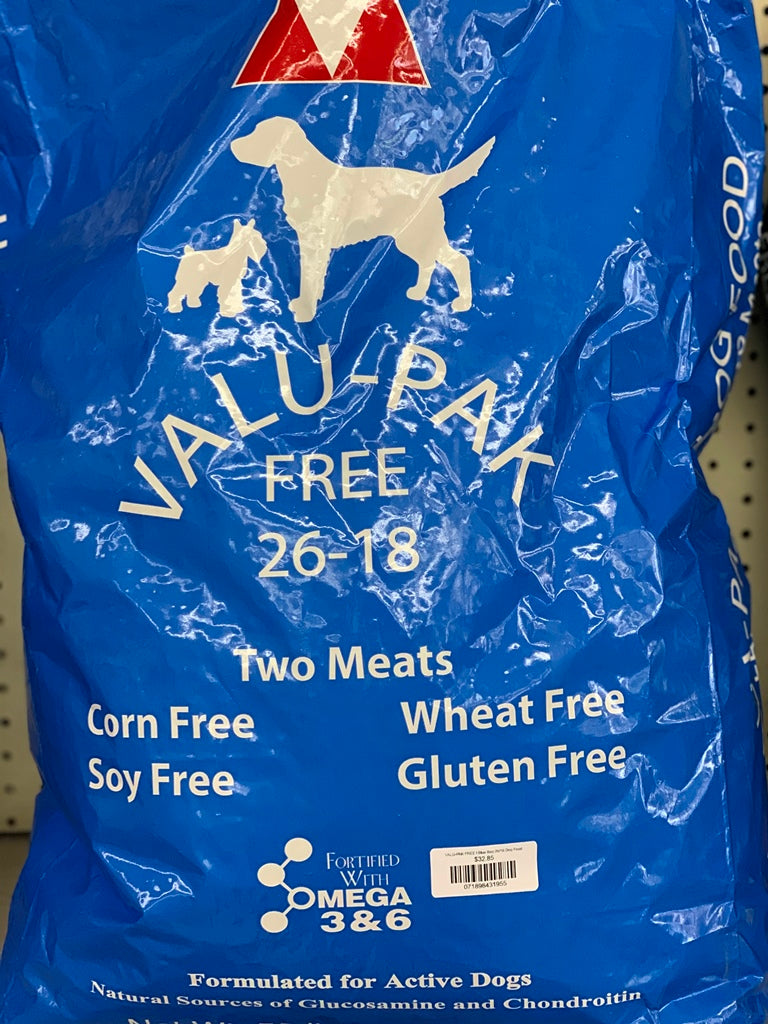 VALU-PAK
FREE
26-18
Two Meats
Corn Free
Wheat Free
Soy Free
Gluten Free
FORTIFIED
WITH
OMEGA
3&6
$32.85
071898431955
Formulated for Active Dogs
Natural Sources of Glucosamine and Chondroitin
DOG FOOD